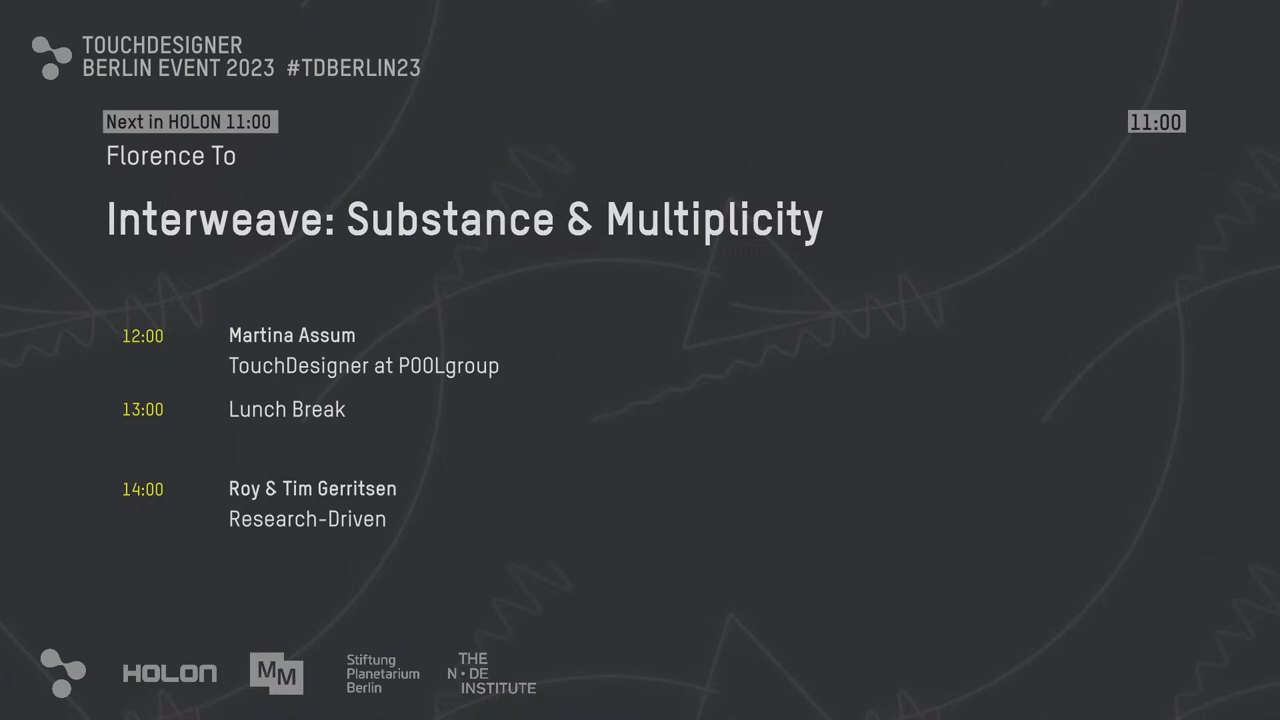 TOUCHDESIGNER
BERLIN EVENT 2023 #TDBERLIN23
Next in HOLON 11:00
11:00
Florence To
Interweave: Substance & Multiplicity
12:00 Martina Assum
TouchDesigner at POOLgroup
13:00 Lunch Break
14:00 Roy & Tim Gerritsen
Research-Driven
HOLON
MM
Stiftung
Planetarium
Berlin
THE
N•DE
INSTITUTE